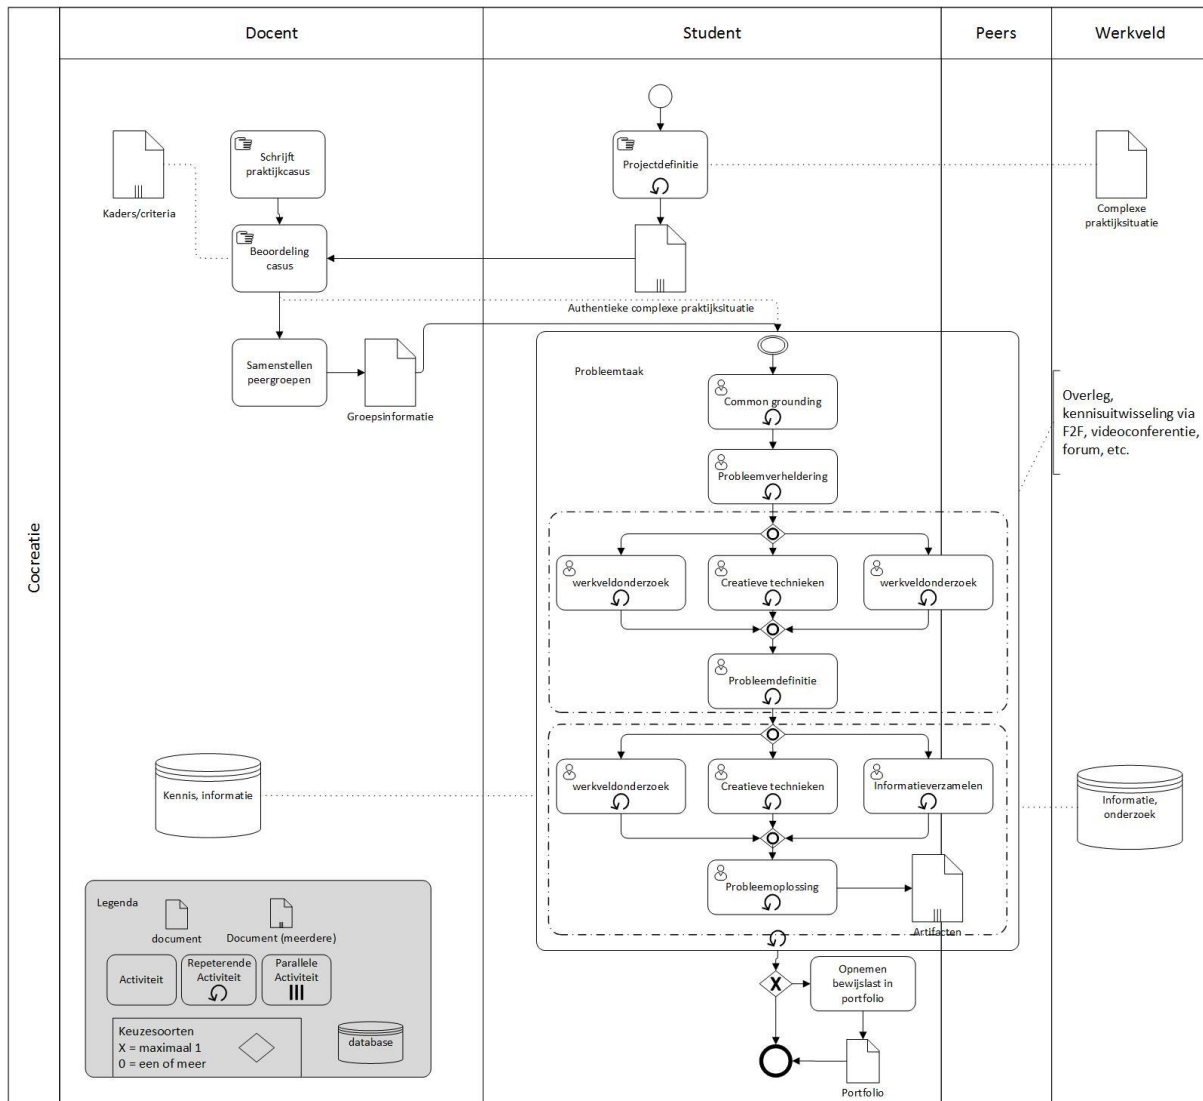 Docent
Student
Peers
Werkveld
Cocreatie
Schrijft
praktijkcasus
Projectdefinitie
Kaders/criteria
Complexe
praktijksituatie
Beoordeling
casus
Authentieke complexe praktijksituatie
Samenstellen
peergroepen
Groepsinformatie
Probleemtaak
Common grounding
Overleg,
kennisuitwisseling via
F2F, videoconferentie,
forum, etc.
Probleemverheldering
werkveldonderzoek
Creatieve technieken
werkveldonderzoek
Probleemdefinitie
Kennis, informatie
werkveldonderzoek
Creatieve technieken
Informatieverzamelen
Informatie,
onderzoek
Probleemoplossing
Artifacten
Legenda
document
Document (meerdere)
Activiteit
Repeterende
Activiteit
Parallele
Activiteit
Keuzesoorten
X = maximaal 1
0 = een of meer
database
X
Opnemen
bewijslast in
portfolio
Portfolio